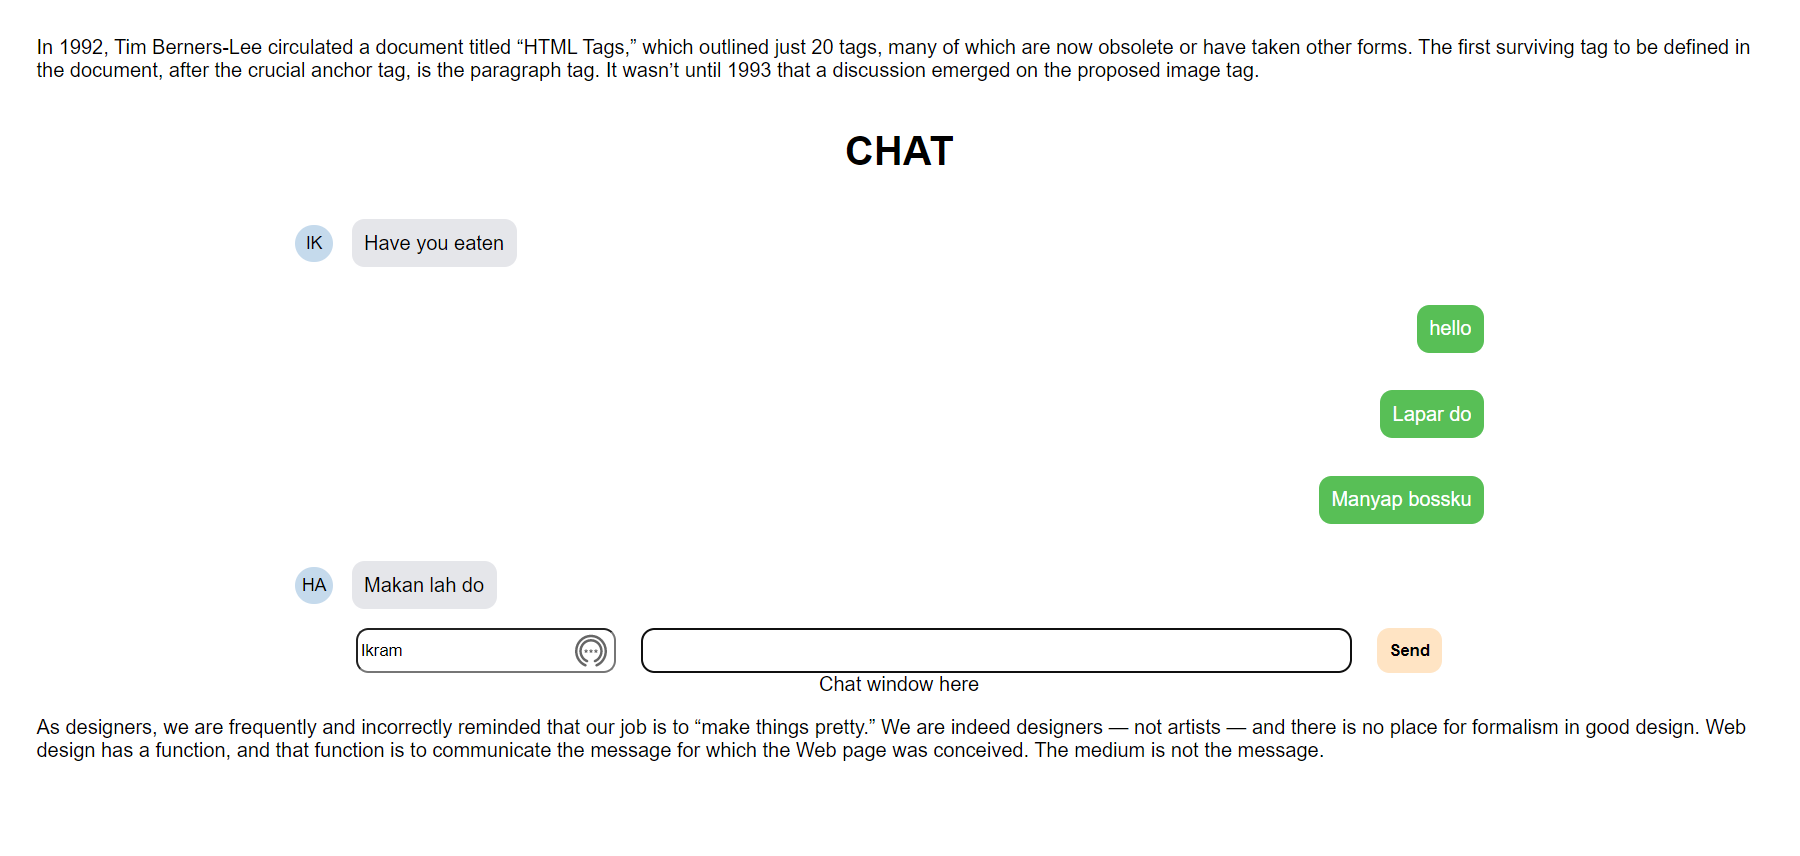 In 1992, Tim Berners-Lee circulated a document titled “HTML Tags,” which outlined just 20 tags, many of which are now obsolete or have taken other forms. The first surviving tag to be defined in
the document, after the crucial anchor tag, is the paragraph tag. It wasn’t until 1993 that a discussion emerged on the proposed image tag.
CHAT
IK Have you eaten
hello
Lapar do
Manyap bossku
HA Makan lah do
Ikram Send
Chat window here
As designers, we are frequently and incorrectly reminded that our job is to “make things pretty.” We are indeed designers — not artists — and there is no place for formalism in good design. Web
design has a function, and that function is to communicate the message for which the Web page was conceived. The medium is not the message.